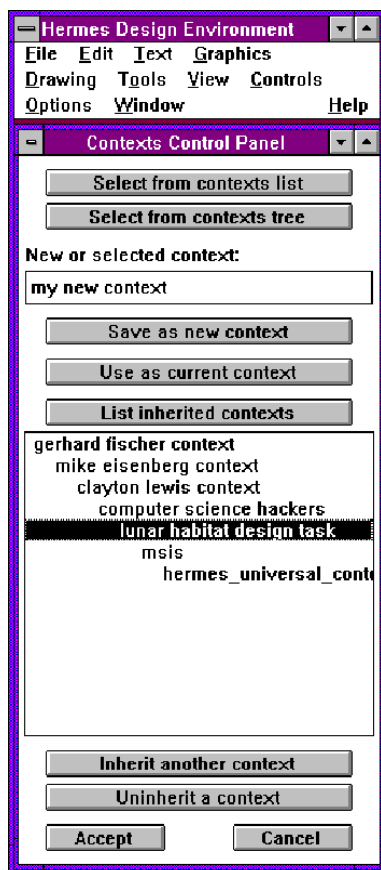 Hermes Design Environment
File Edit Text Graphics
Drawing Tools View Controls
Options Window Help
Contexts Control Panel
Select from contexts list
Select from contexts tree
New or selected context:
my new context
Save as new context
Use as current context
List inherited contexts
gerhard fischer context
mike eisenberg context
clayton lewis context
computer science hackers
lunar habitat design task
msis
hermes_universal_conte
Inherit another context
Uninherit a context
Accept Cancel